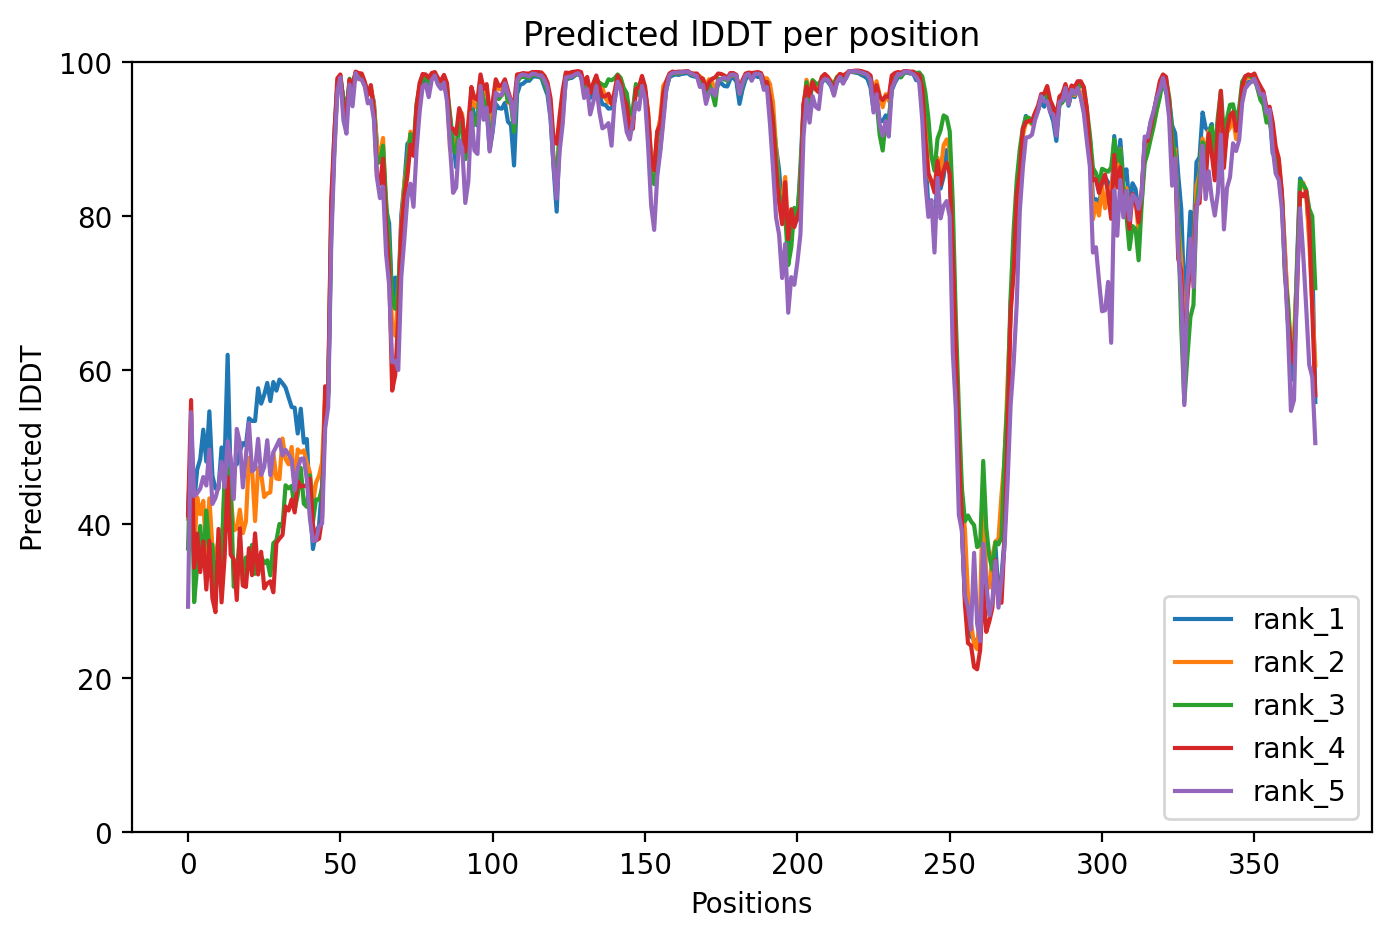 Predicted lDDT per position
Predicted lDDT
100
80
60
40
20
0
0 50 100 150 200 250 300 350
Positions
rank_1
rank_2
rank_3
rank_4
rank_5